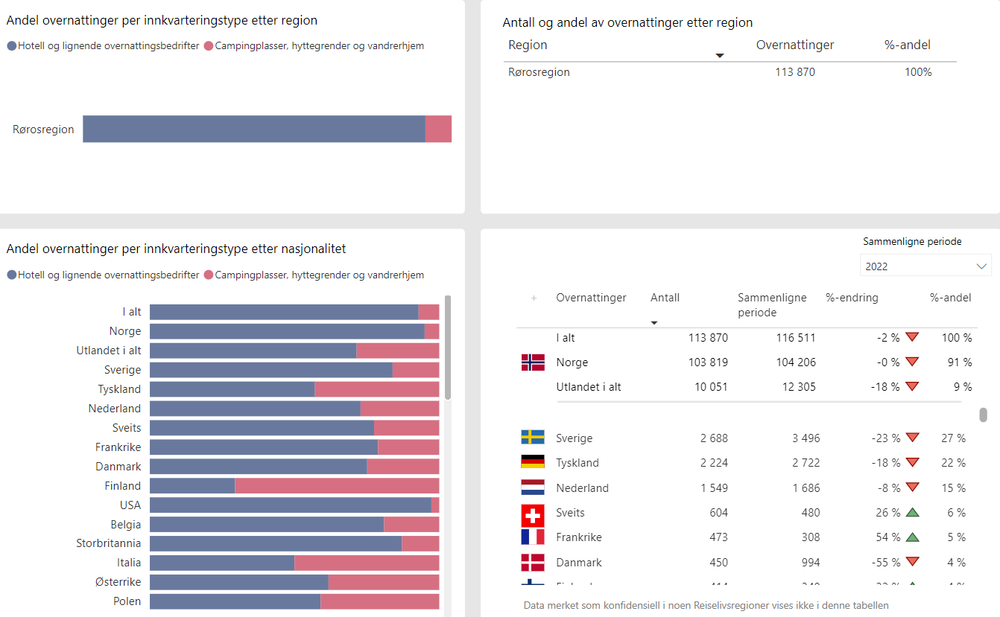 Andel overnattinger per innkvarteringstype etter region
Hotell og lignende overnattingsbedrifter Campingplasser, hyttegrender og vandrerhjem
Rørosregion
Antall og andel av overnattinger etter region
Region Overnattinger %-andel
Rørosregion 113 870 100%
Andel overnattinger per innkvarteringstype etter nasjonalitet
Hotell og lignende overnattingsbedrifter Campingplasser, hyttegrender og vandrerhjem
I alt
Norge
Utlandet i alt
Sverige
Tyskland
Nederland
Sveits
Frankrike
Danmark
Finland
USA
Belgia
Storbritannia
Italia
Østerrike
Polen
Sammenligne periode
2022
+ Overnattinger Antall Sammenligne %-endring %-andel
periode
I alt 113 870 116 511 -2 % 100 %
Norge 103 819 104 206 -0 % 91 %
Utlandet i alt 10 051 12 305 -18 % 9 %
Sverige 2 688 3 496 -23 % 27 %
Tyskland 2 224 2 722 -18 % 22 %
Nederland 1 549 1 686 -8 % 15 %
Sveits 604 480 26 % 6 %
Frankrike 473 308 54 % 5 %
Danmark 450 994 -55 % 4 %
Data merket som konfidensiell i noen Reiselivsregioner vises ikke i denne tabellen